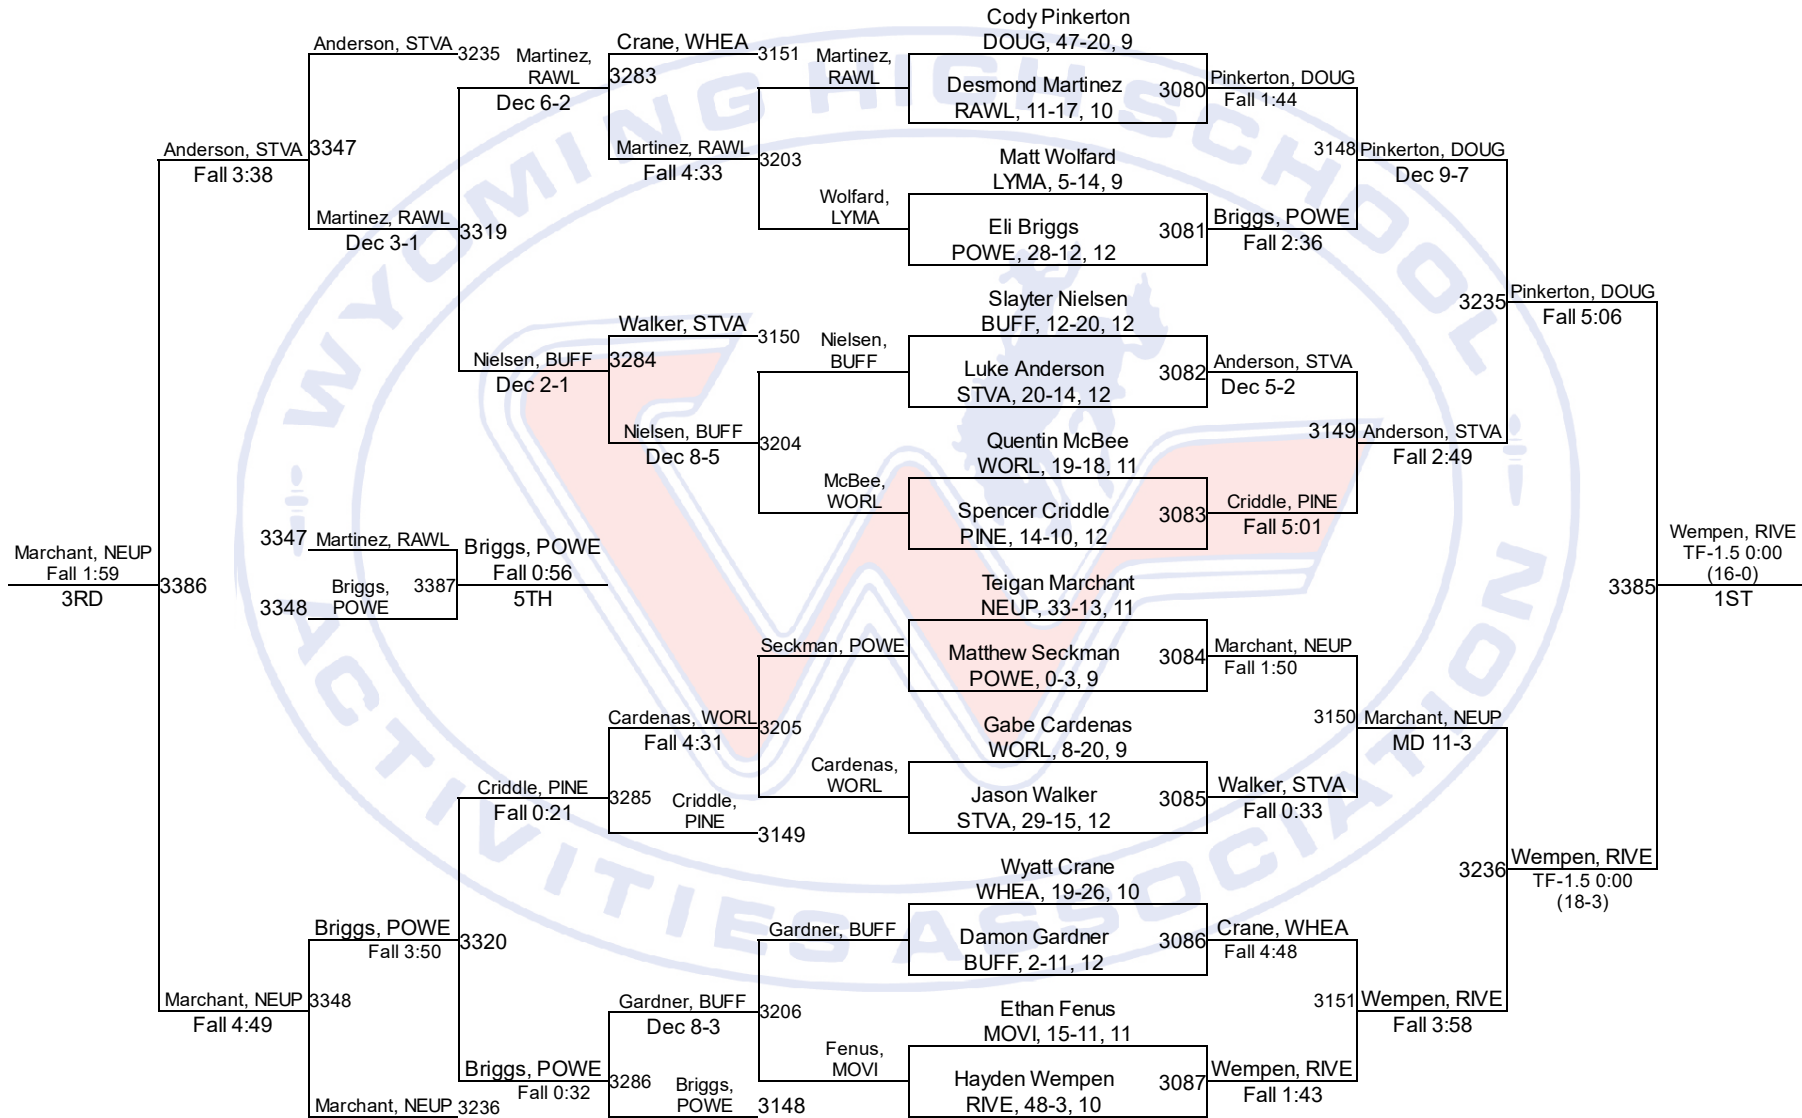 Cody Pinkerton
DOUG, 47-20, 9
Desmond Martinez
RAWL, 11-17, 10
3080
Matt Wolfard
LYMA, 5-14, 9
Eli Briggs
POWE, 28-12, 12
3081
Slayter Nielsen
BUFF, 12-20, 12
Luke Anderson
STVA, 20-14, 12
3082
Quentin McBee
WORL, 19-18, 11
Spencer Criddle
PINE, 14-10, 12
3083
Teigan Marchant
NEUP, 33-13, 11
Matthew Seckman
POWE, 0-3, 9
3084
Gabe Cardenas
WORL, 8-20, 9
Jason Walker
STVA, 29-15, 12
3085
Wyatt Crane
WHEA, 19-26, 10
Damon Gardner
BUFF, 2-11, 12
3086
Ethan Fenus
MOVI, 15-11, 11
Hayden Wempen
RIVE, 48-3, 10
3087
Pinkerton, DOUG
Fall 1:44
3148
Briggs, POWE
Fall 2:36
Anderson, STVA
Dec 5-2
3149
Criddle, PINE
Fall 5:01
Marchant, NEUP
Fall 1:50
3150
Walker, STVA
Fall 0:33
Crane, WHEA
Fall 4:48
3151
Wempen, RIVE
Fall 1:43
Pinkerton, DOUG
Dec 9-7
3235
Anderson, STVA
Fall 2:49
Marchant, NEUP
MD 11-3
3236
Wempen, RIVE
Fall 3:58
Pinkerton, DOUG
Fall 5:06
3385
Wempen, RIVE
TF-1.5 0:00
(18-3)
Wempen, RIVE
TF-1.5 0:00
(16-0)
1ST
Martinez,
RAWL
3203
Wolfard,
LYMA
Nielsen,
BUFF
3204
McBee,
WORL
Seckman, POWE
3205
Cardenas,
WORL
Gardner, BUFF
3206
Fenus,
MOVI
Crane, WHEA
3151
3283
Martinez, RAWL
Fall 4:33
Walker, STVA
3150
3284
Nielsen, BUFF
Dec 8-5
Cardenas, WORL
Fall 4:31
3285
Criddle,
PINE
3149
Gardner, BUFF
Dec 8-3
3286
Briggs,
POWE
3148
Martinez,
RAWL
Dec 6-2
3319
Nielsen, BUFF
Dec 2-1
Criddle, PINE
Fall 0:21
3320
Briggs, POWE
Fall 0:32
Anderson, STVA
3235
3347
Martinez, RAWL
Dec 3-1
Briggs, POWE
Fall 3:50
3348
Marchant, NEUP
3236
Anderson, STVA
Fall 3:38
3386
Marchant, NEUP
Fall 4:49
Marchant, NEUP
Fall 1:59
3RD
3347
Martinez, RAWL
3348
Briggs,
POWE
3387
Briggs, POWE
Fall 0:56
5TH
WYOMING HIGH SCHOOL
ACTIVITIES ASSOCIATION